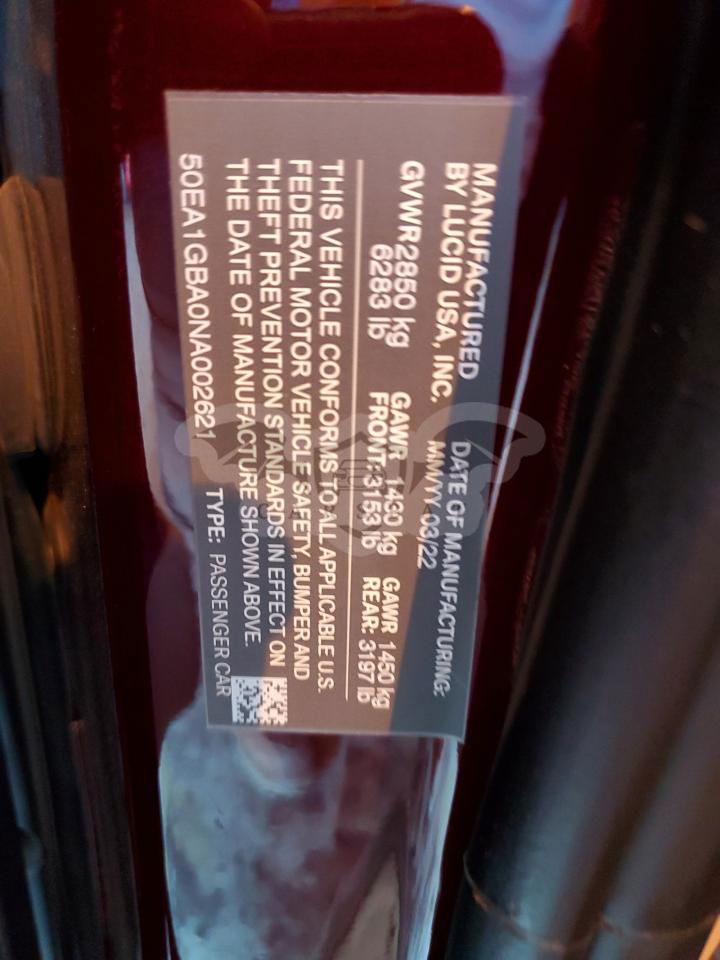 MANUFACTURED
BY LUCID USA, INC.
DATE OF MANUFACTURING:
MM/YY 03/22
GVWR 2850 kg
6283 lb
GAWR 1430 kg
FRONT: 3153 lb
GAWR 1450 kg
REAR: 3197 lb
THIS VEHICLE CONFORMS TO ALL APPLICABLE U.S.
FEDERAL MOTOR VEHICLE SAFETY, BUMPER AND
THEFT PREVENTION STANDARDS IN EFFECT ON
THE DATE OF MANUFACTURE SHOWN ABOVE.
50EA1GBA0NA002621 TYPE: PASSENGER CAR